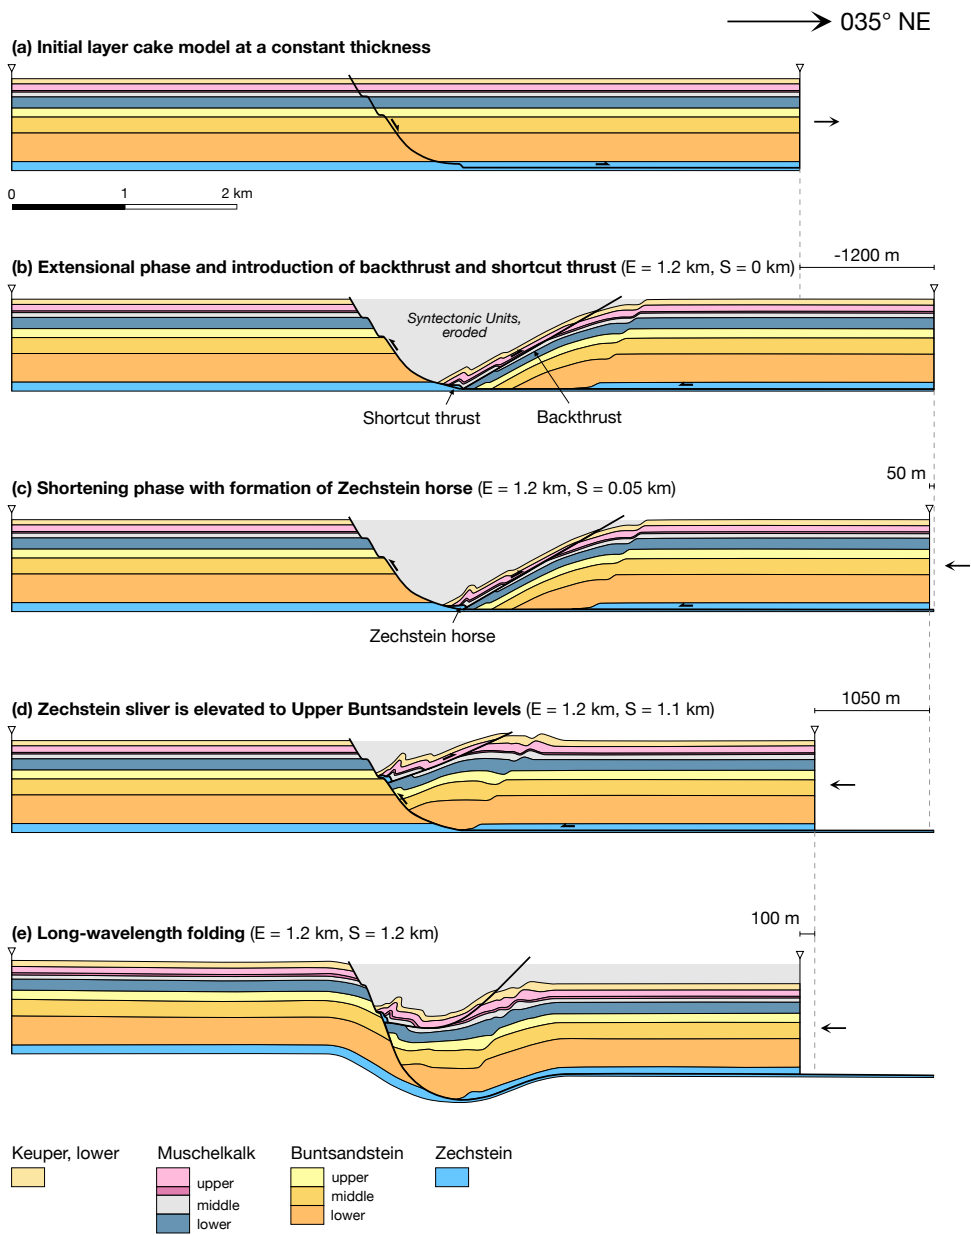 035° NE
(a) Initial layer cake model at a constant thickness
0 1 2 km
(b) Extensional phase and introduction of backthrust and shortcut thrust (E = 1.2 km, S = 0 km)
-1200 m
Syntectonic Units,
eroded
Shortcut thrust
Backthrust
50 m
(c) Shortening phase with formation of Zechstein horse (E = 1.2 km, S = 0.05 km)
Zechstein horse
1050 m
(d) Zechstein sliver is elevated to Upper Buntsandstein levels (E = 1.2 km, S = 1.1 km)
100 m
(e) Long-wavelength folding (E = 1.2 km, S = 1.2 km)
Keuper, lower Muschelkalk Buntsandstein Zechstein
upper upper
middle middle
lower lower